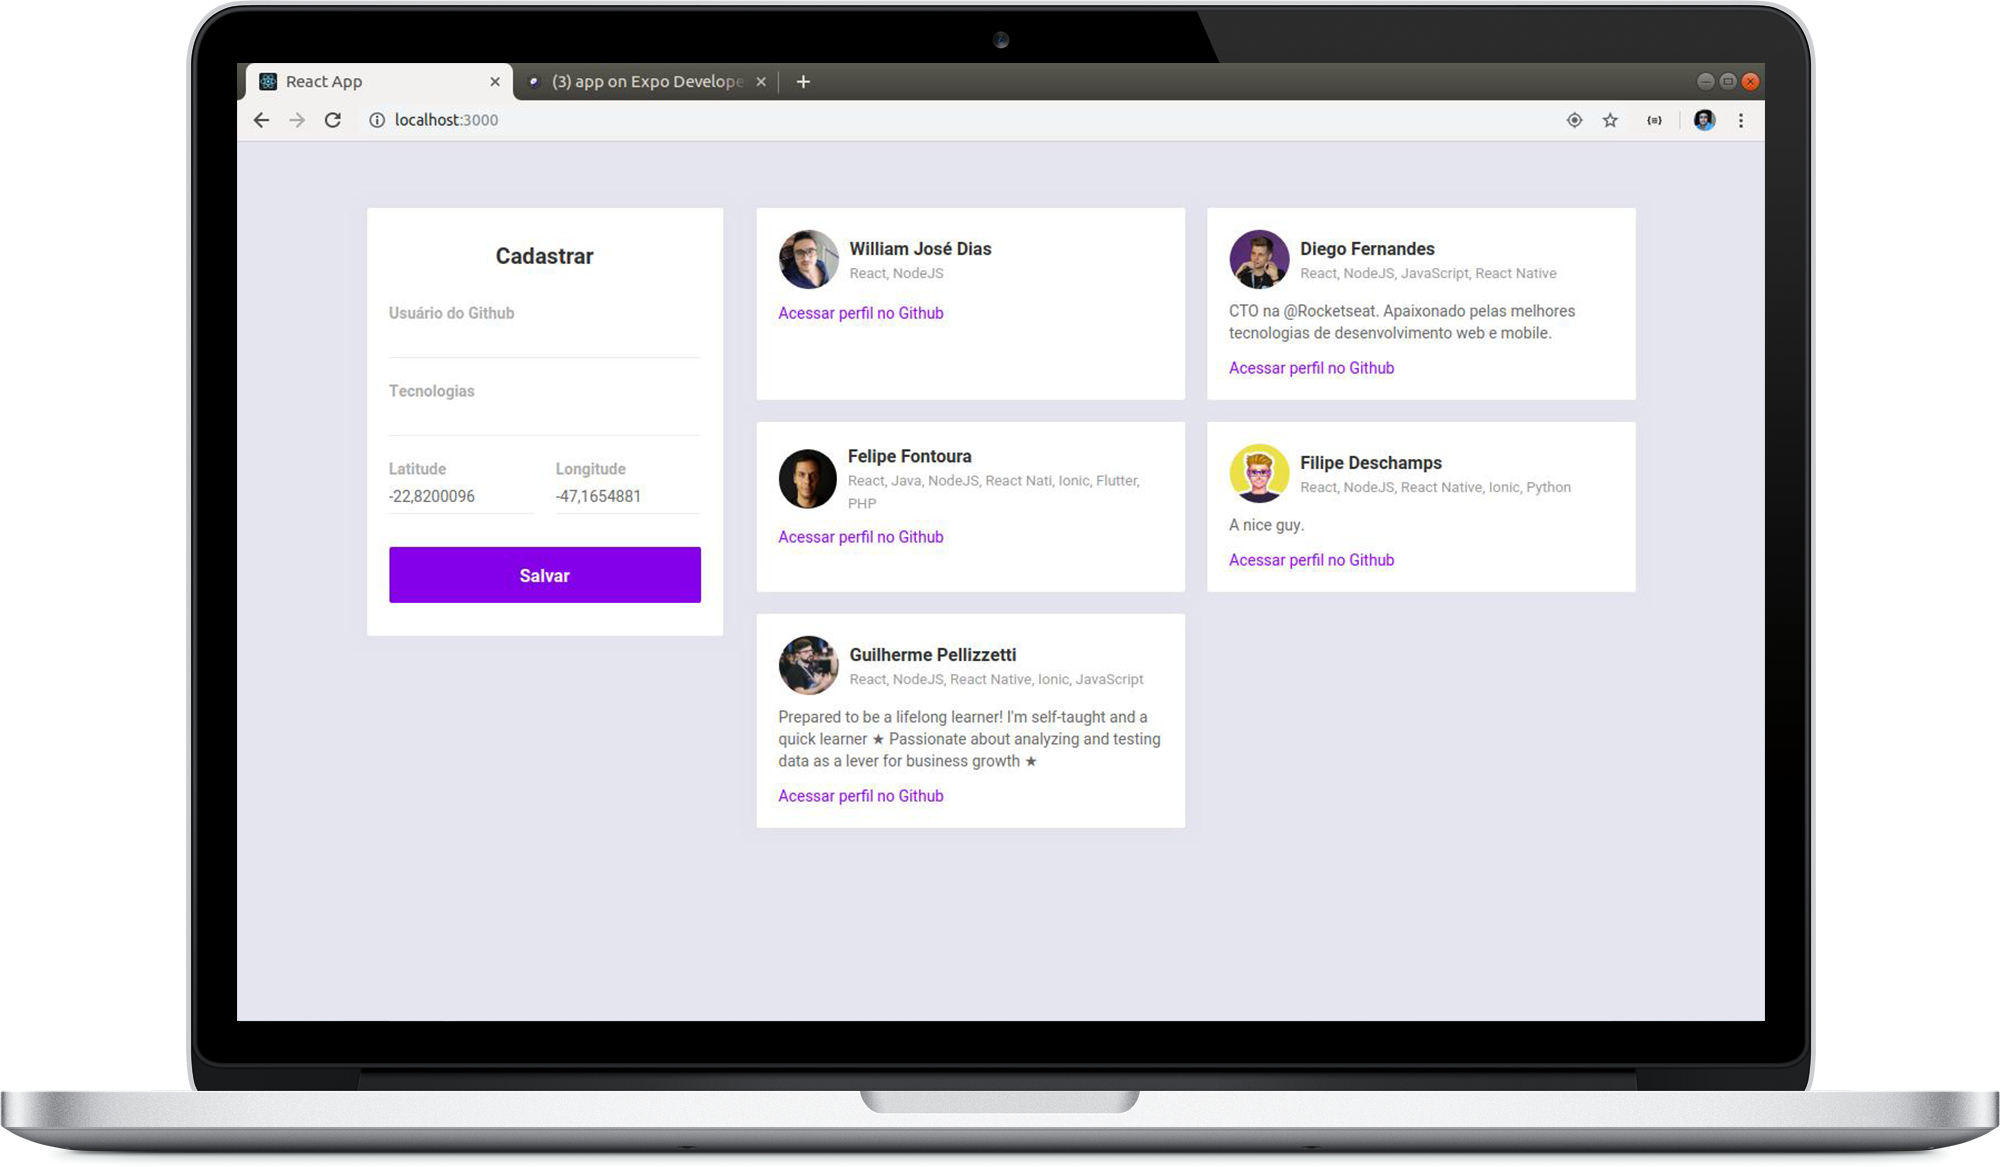 React App
(3) app on Expo Develope
localhost:3000
Cadastrar
Usuário do Github
Tecnologias
Latitude
Longitude
-22,8200096
-47,1654881
Salvar
William José Dias
React, NodeJS
Acessar perfil no Github
Diego Fernandes
React, NodeJS, JavaScript, React Native
CTO na @Rocketseat. Apaixonado pelas melhores
tecnologias de desenvolvimento web e mobile.
Acessar perfil no Github
Felipe Fontoura
React, Java, NodeJS, React Nati, Ionic, Flutter,
PHP
Acessar perfil no Github
Filipe Deschamps
React, NodeJS, React Native, Ionic, Python
A nice guy.
Acessar perfil no Github
Guilherme Pellizzetti
React, NodeJS, React Native, Ionic, JavaScript
Prepared to be a lifelong learner! I'm self-taught and a
quick learner ★ Passionate about analyzing and testing
data as a lever for business growth ★
Acessar perfil no Github